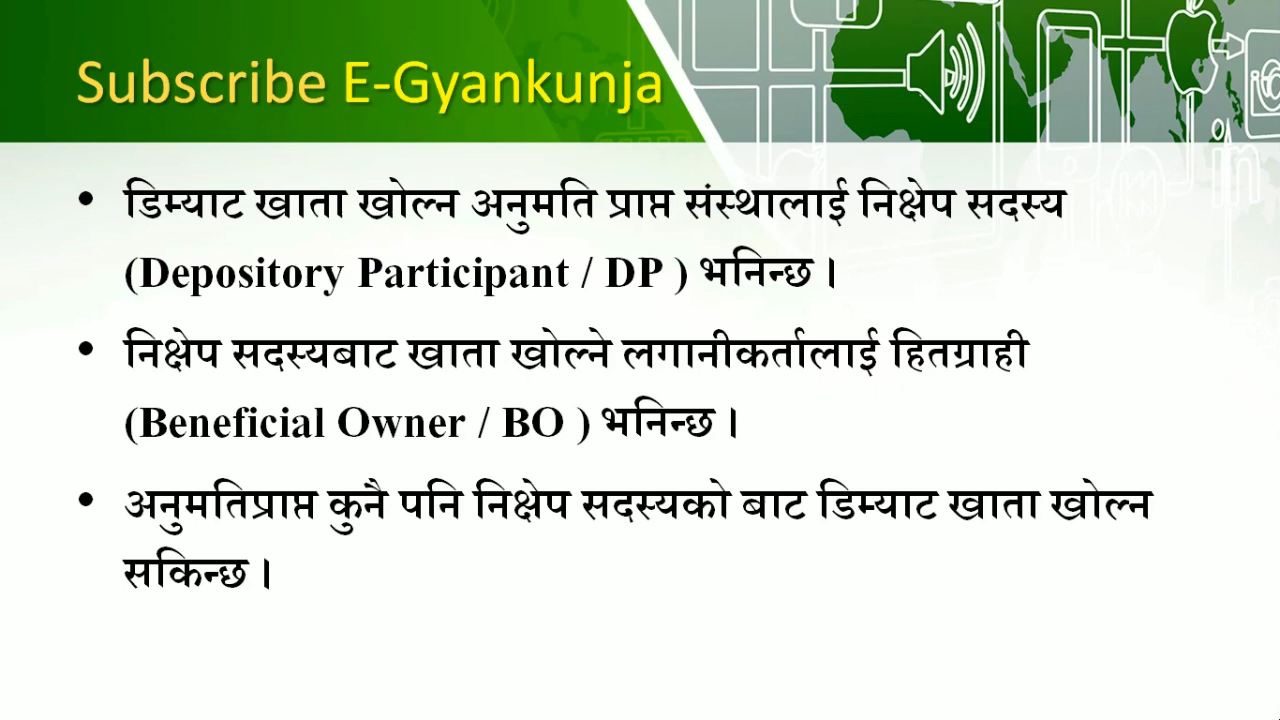 Subscribe E-Gyankunja
• डिम्याट खाता खोल्न अनुमति प्राप्त संस्थालाई निक्षेप सदस्य
(Depository Participant / DP ) भनिन्छ ।
• निक्षेप सदस्यबाट खाता खोल्ने लगानीकर्तालाई हितग्राही
(Beneficial Owner / BO ) भनिन्छ ।
• अनुमतिप्राप्त कुनै पनि निक्षेप सदस्यको बाट डिम्याट खाता खोल्न
सकिन्छ ।